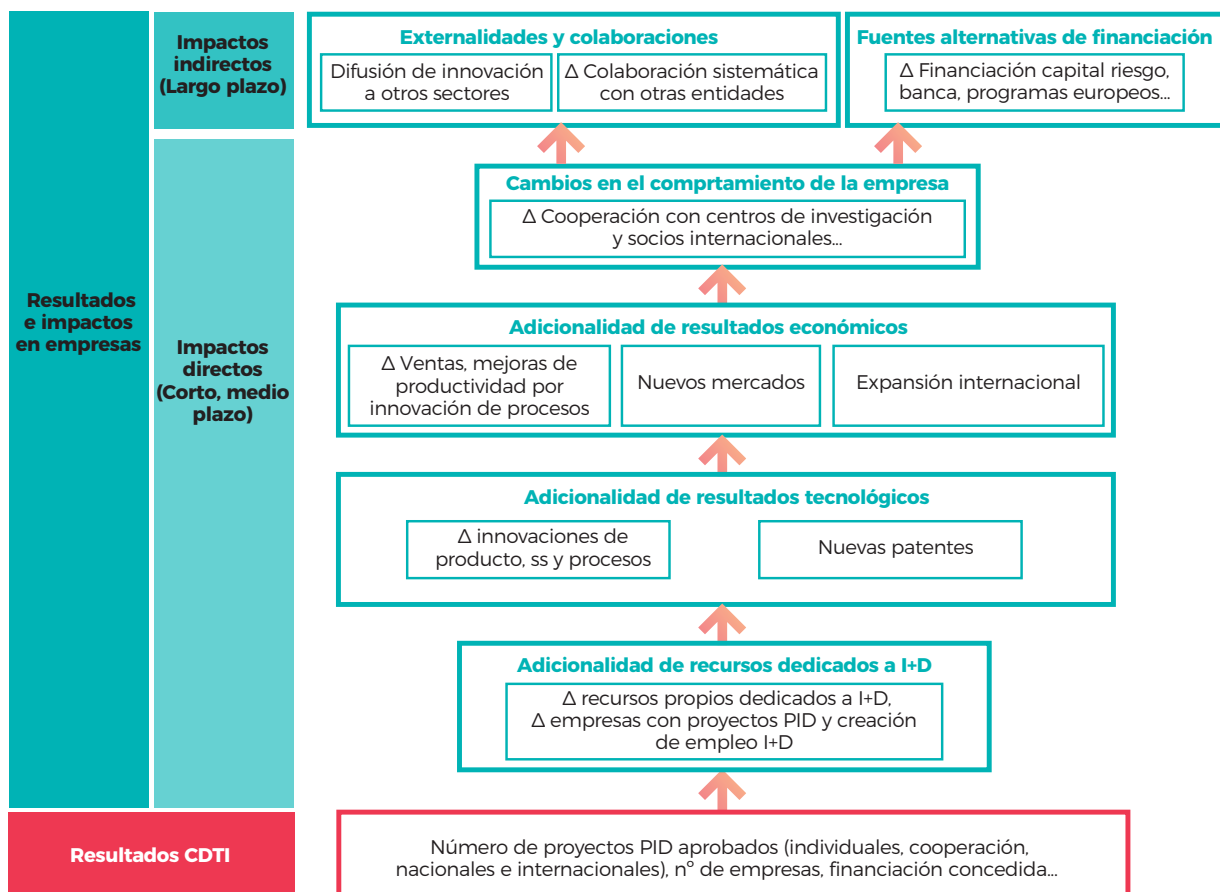 Impactos
indirectos
(Largo plazo)
Externalidades y colaboraciones
Difusión de innovación
a otros sectores
Δ Colaboración sistemática
con otras entidades
Fuentes alternativas de financiación
Δ Financiación capital riesgo,
banca, programas europeos...
Cambios en el comprtamiento de la empresa
Δ Cooperación con centros de investigación
y socios internacionales...
Resultados
e impactos
en empresas
Impactos
directos
(Corto, medio
plazo)
Adicionalidad de resultados económicos
Δ Ventas, mejoras de
productividad por
innovación de procesos
Nuevos mercados
Expansión internacional
Adicionalidad de resultados tecnológicos
Δ innovaciones de
producto, ss y procesos
Nuevas patentes
Adicionalidad de recursos dedicados a I+D
Δ recursos propios dedicados a I+D,
Δ empresas con proyectos PID y creación
de empleo I+D
Resultados CDTI
Número de proyectos PID aprobados (individuales, cooperación,
nacionales e internacionales), nº de empresas, financiación concedida...